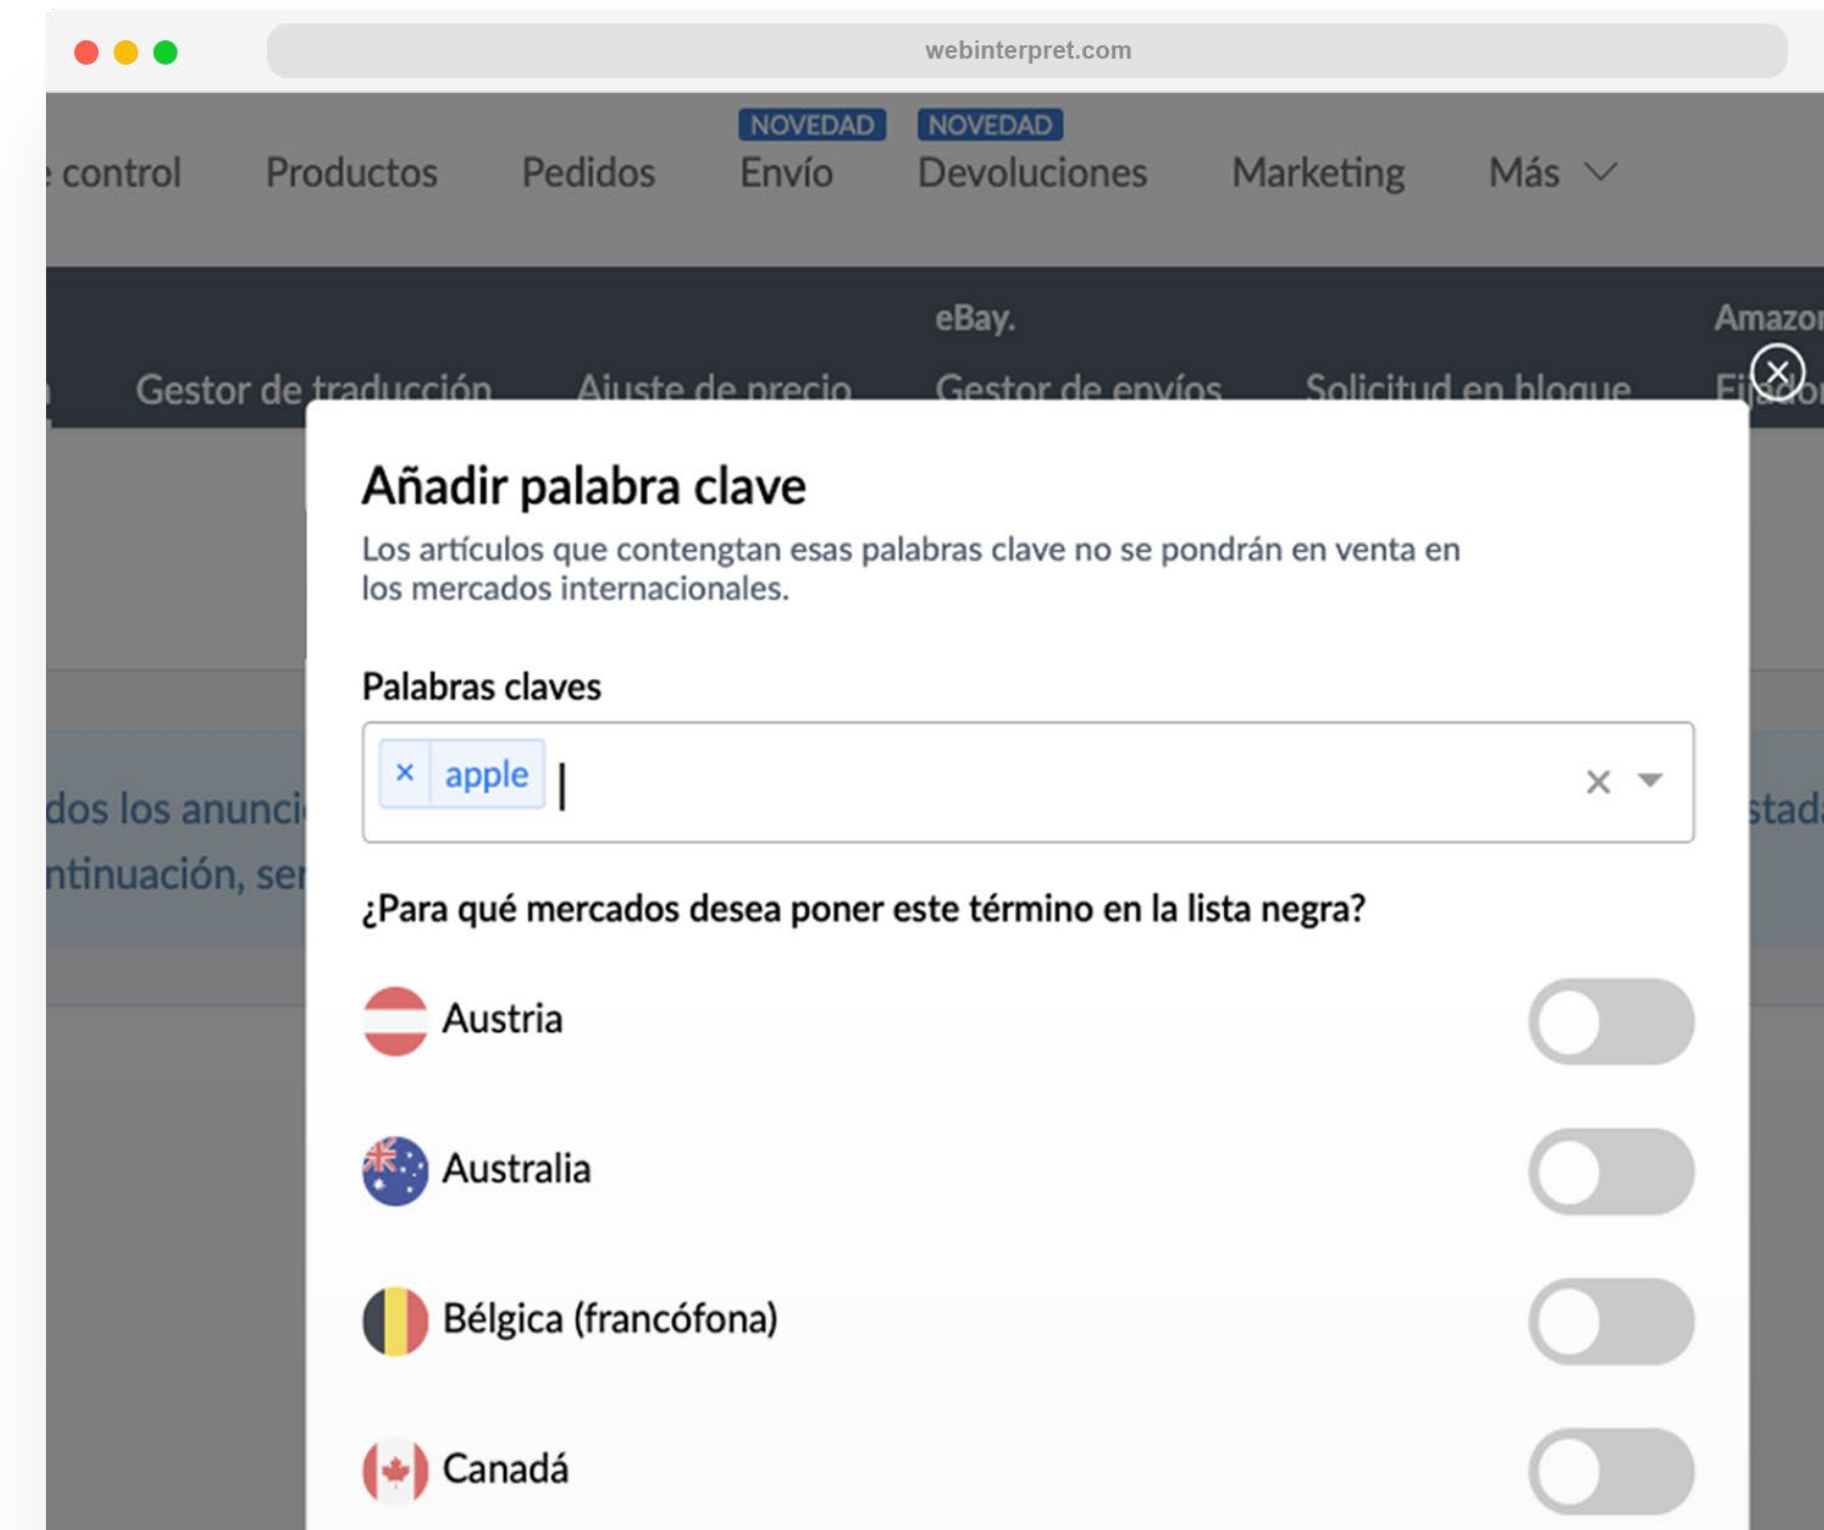 webinterpret.com
NOVEDAD NOVEDAD
control Productos Pedidos Envío Devoluciones Marketing Más
eBay. Amazon
Gestor de traducción Ajuste de precio Gestor de envíos Solicitud en bloque
Añadir palabra clave
Los artículos que contengtan esas palabras clave no se pondrán en venta en
los mercados internacionales.
Palabras claves
× apple
dos los anunci
stada
ntinuación, ser
¿Para qué mercados desea poner este término en la lista negra?
Austria
Australia
Bélgica (francófona)
Canadá